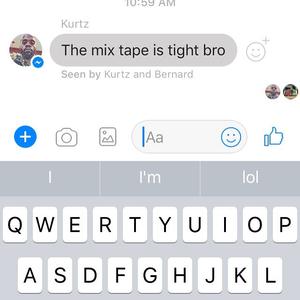 10:59 AM
Kurtz
The mix tape is tight bro
Seen by Kurtz and Bernard
Aa
I I'm lol
Q W E R T Y U I O P
A S D F G H J K L